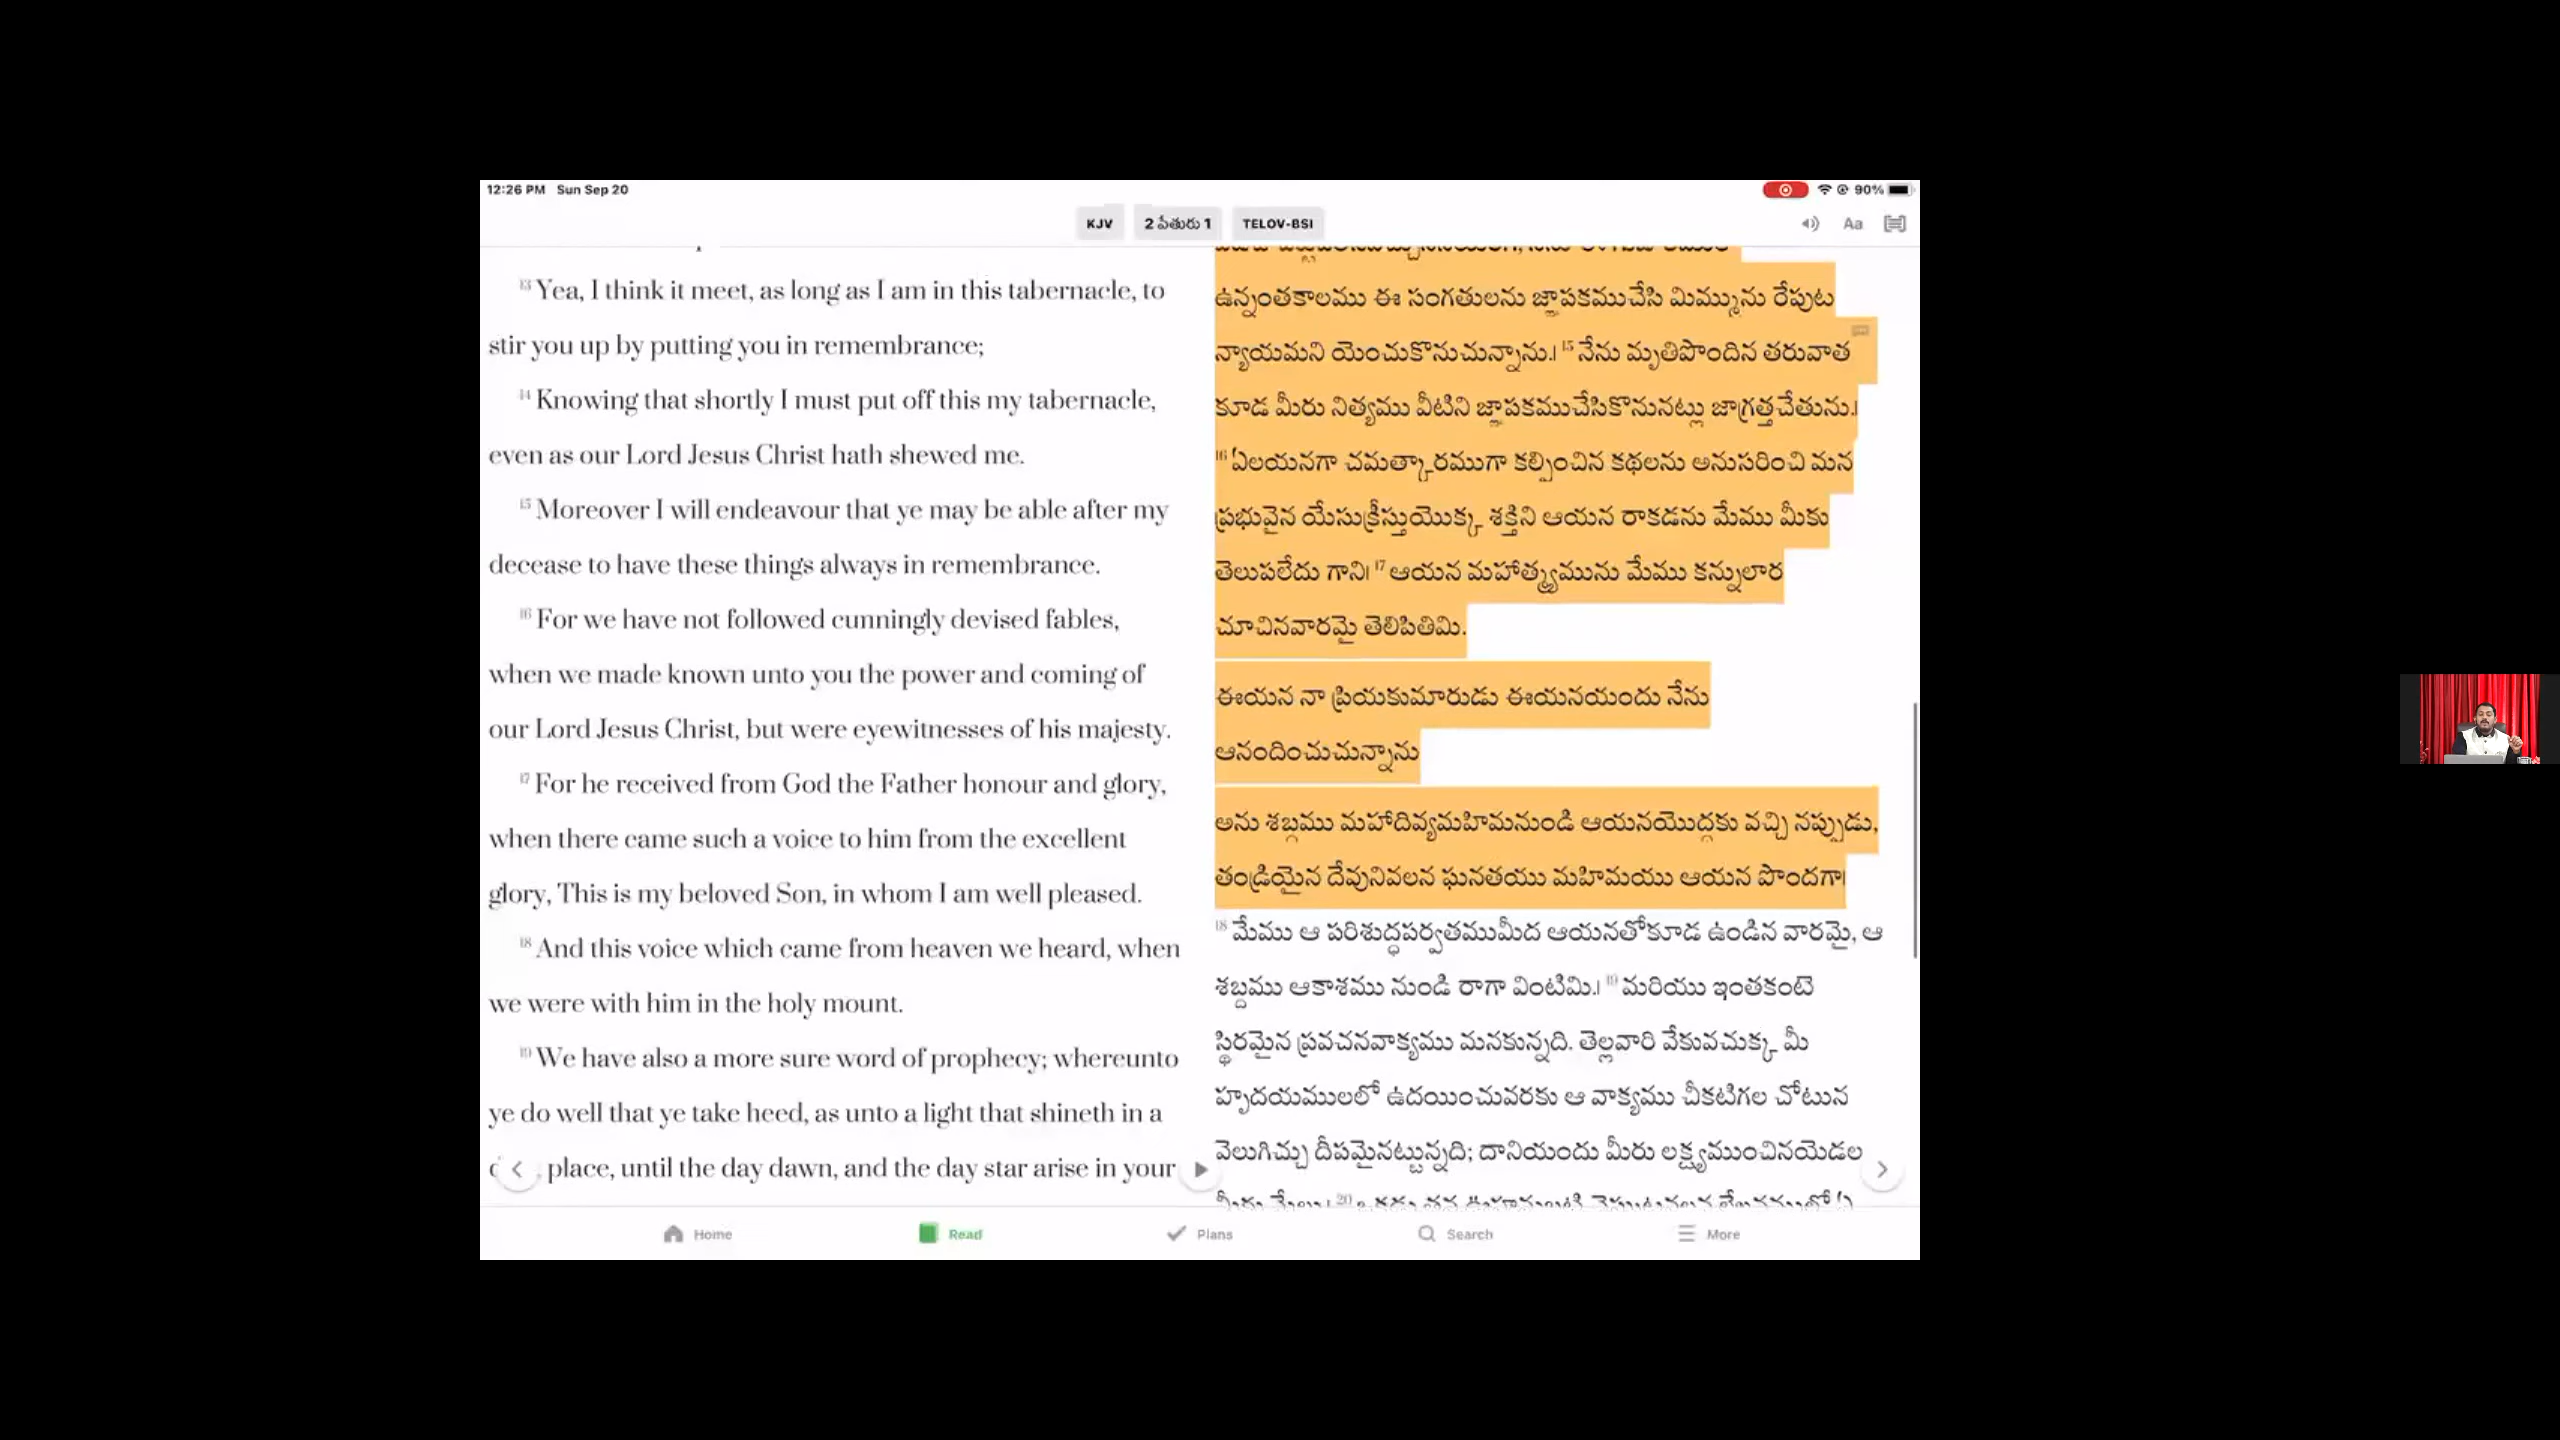 12:26 PM Sun Sep 20
90%
KJV 2 పేతురు 1 TELOV-BSI
Aa
13 Yea, I think it meet, as long as I am in this tabernacle, to
stir you up by putting you in remembrance;
14 Knowing that shortly I must put off this my tabernacle,
even as our Lord Jesus Christ hath shewed me.
15 Moreover I will endeavour that ye may be able after my
decease to have these things always in remembrance.
16 For we have not followed cunningly devised fables,
when we made known unto you the power and coming of
our Lord Jesus Christ, but were eyewitnesses of his majesty.
17 For he received from God the Father honour and glory,
when there came such a voice to him from the excellent
glory, This is my beloved Son, in whom I am well pleased.
18 And this voice which came from heaven we heard, when
we were with him in the holy mount.
19 We have also a more sure word of prophecy; whereunto
ye do well that ye take heed, as unto a light that shineth in a
place, until the day dawn, and the day star arise in your
ఉన్నంతకాలము ఈ సంగతులను జ్ఞాపకముచేసి మిమ్మును రేపుట
న్యాయమని యెంచుకొనుచున్నాను.| 15 నేను మృతిపొందిన తరువాత
కూడ మీరు నిత్యము వీటిని జ్ఞాపకముచేసికొనునట్లు జాగ్రత్తచేతును.|
16 ఏలయనగా చమత్కారముగా కల్పించిన కథలను అనుసరించి మన
ప్రభువైన యేసుక్రీస్తుయొక్క శక్తిని ఆయన రాకడను మేము మీకు
తెలుపలేదు గాని| 17 ఆయన మహాత్మ్యమును మేము కన్నులార
చూచినవారమై తెలిపితిమి.
ఈయన నా ప్రియకుమారుడు ఈయనయందు నేను
ఆనందించుచున్నాను
అను శబ్దము మహాదివ్యమహిమనుండి ఆయనయొద్దకు వచ్చి నప్పుడు,
తండ్రియైన దేవునివలన ఘనతయు మహిమయు ఆయన పొందగా|
18 మేము ఆ పరిశుద్ధపర్వతముమీద ఆయనతోకూడ ఉండిన వారమై, ఆ
శబ్దము ఆకాశము నుండి రాగా వింటిమి.| 19 మరియు ఇంతకంటె
స్థిరమైన ప్రవచనవాక్యము మనకున్నది. తెల్లవారి వేకువచుక్క మీ
హృదయములలో ఉదయించువరకు ఆ వాక్యము చీకటిగల చోటున
వెలుగిచ్చు దీపమైనట్టున్నది; దానియందు మీరు లక్ష్యముంచినయెడల
Home Read Plans Search More